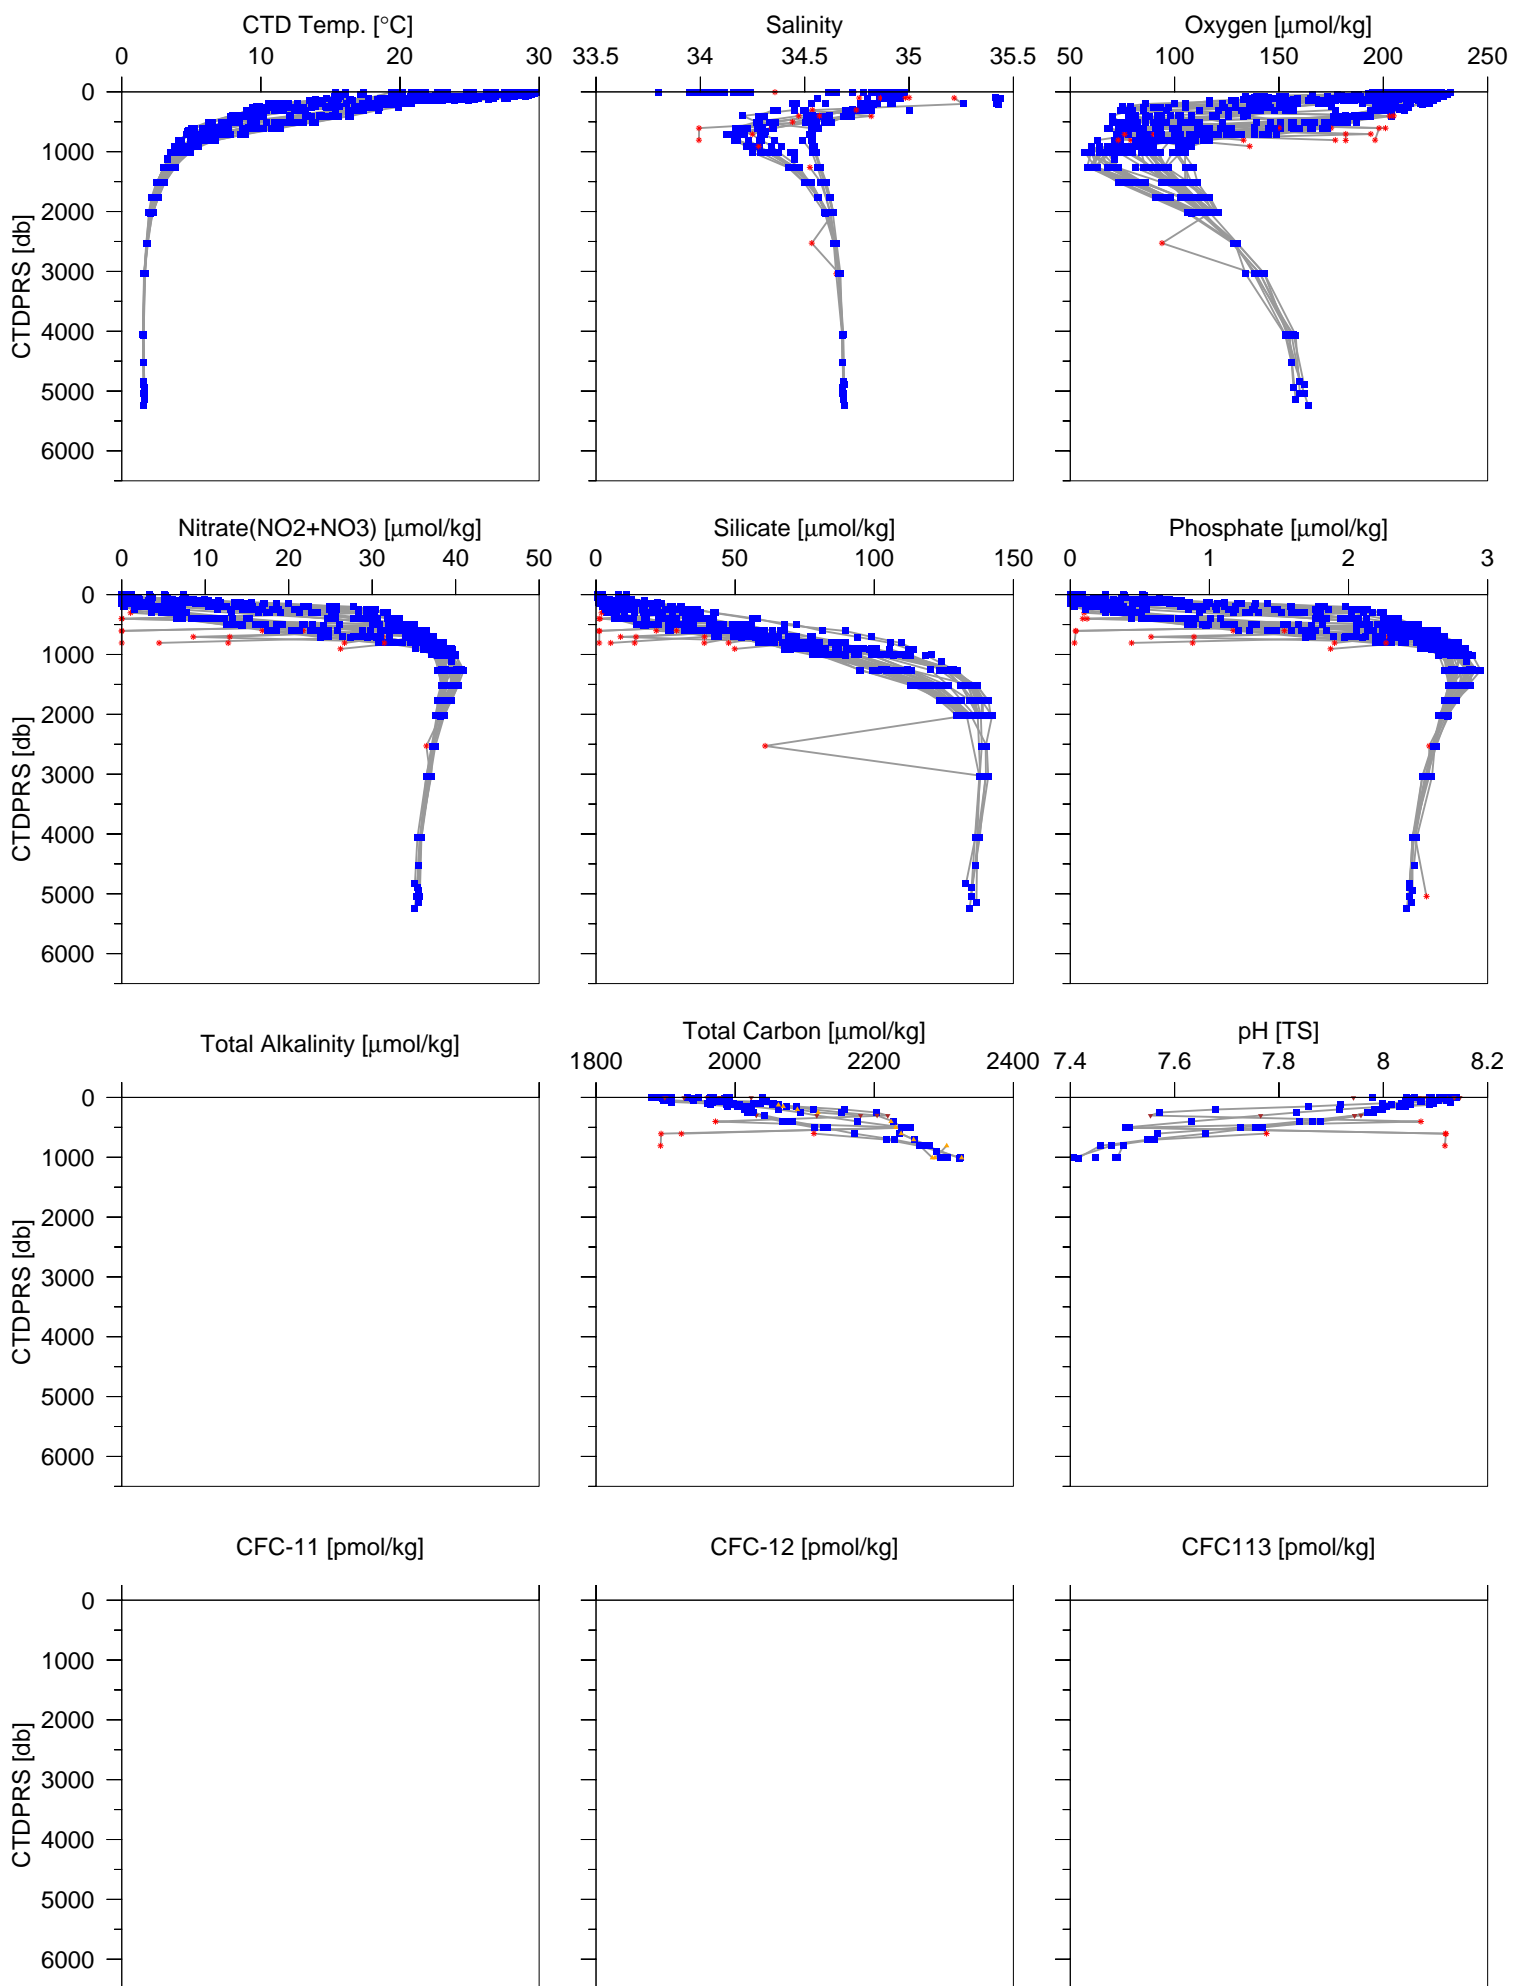 CTD Temp. [°C] Salinity Oxygen [μmol/kg]
0 10 20 30 33.5 34 34.5 35 35.5 50 100 150 200 250
0
1000
2000
3000
4000
5000
6000
CTDPRS [db]
Nitrate(NO2+NO3) [μmol/kg] Silicate [μmol/kg] Phosphate [μmol/kg]
0 10 20 30 40 50 0 50 100 150 0 1 2 3
0
1000
2000
3000
4000
5000
6000
CTDPRS [db]
Total Alkalinity [μmol/kg] Total Carbon [μmol/kg] pH [TS]
1800 2000 2200 2400 7.4 7.6 7.8 8 8.2
0
1000
2000
3000
4000
5000
6000
CTDPRS [db]
CFC-11 [pmol/kg] CFC-12 [pmol/kg] CFC113 [pmol/kg]
0
1000
2000
3000
4000
5000
6000
CTDPRS [db]